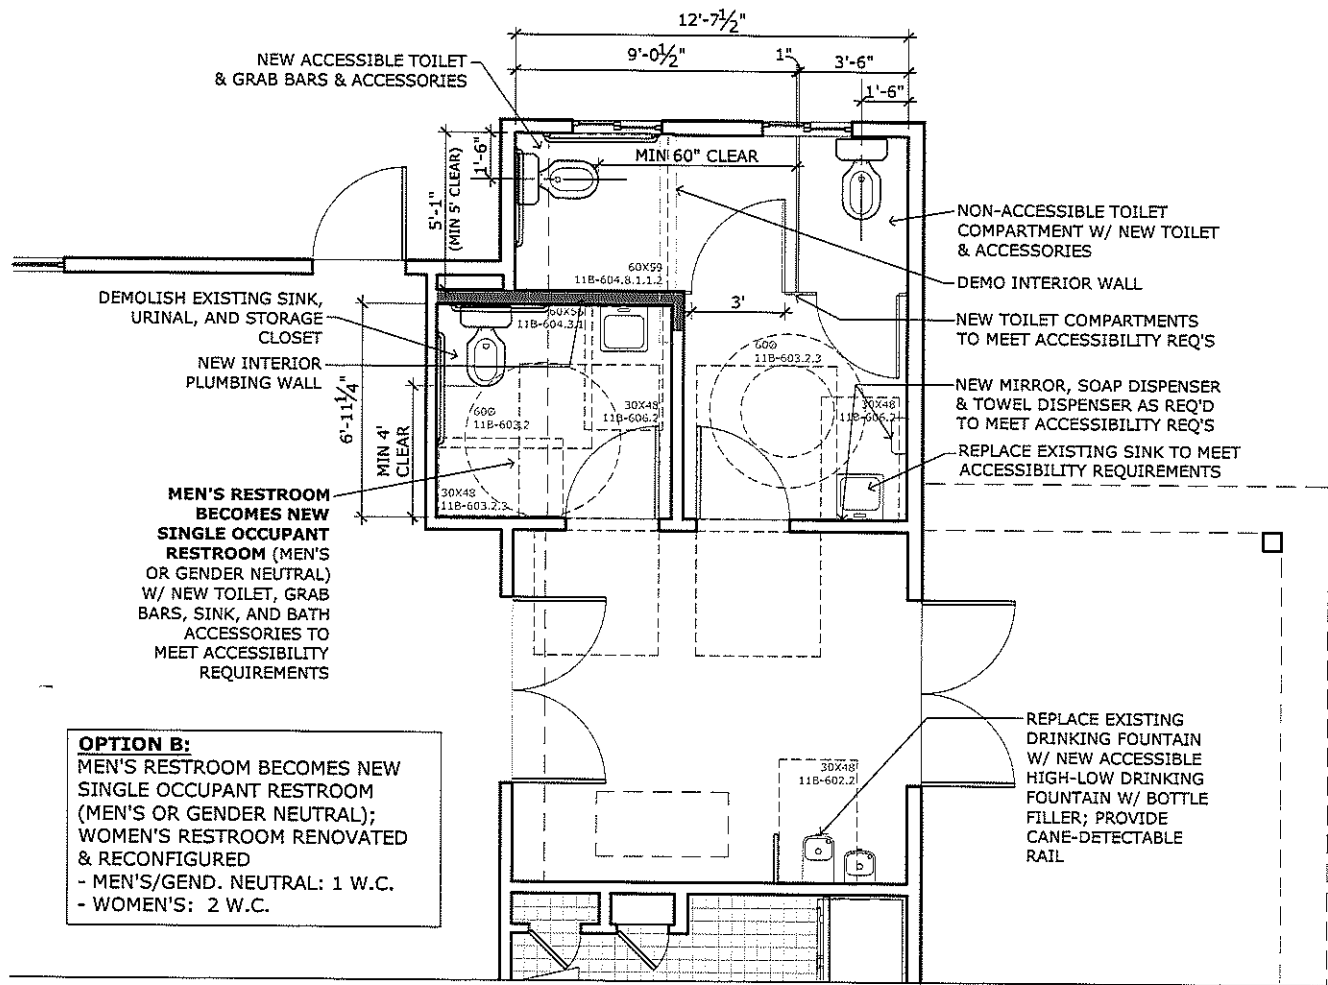 12'-7½"
9'-0½"
1"
3'-6"
1'-6"
NEW ACCESSIBLE TOILET
& GRAB BARS & ACCESSORIES
1'-6"
5'-1"
(MIN 5' CLEAR)
MIN 60" CLEAR
NON-ACCESSIBLE TOILET
COMPARTMENT W/ NEW TOILET
& ACCESSORIES
DEMO INTERIOR WALL
60X59
11B-604.8.1.1.2
3'
NEW TOILET COMPARTMENTS
TO MEET ACCESSIBILITY REQ'S
DEMOLISH EXISTING SINK,
URINAL, AND STORAGE
CLOSET
NEW INTERIOR
PLUMBING WALL
11B-604.3.1
60Ø
11B-603.2.3
NEW MIRROR, SOAP DISPENSER
& TOWEL DISPENSER AS REQ'D
TO MEET ACCESSIBILITY REQ'S
6'-11¼"
MIN 4'
CLEAR
60Ø
11B-603.2
30X48
11B-606.2
30X48
11B-606.2
REPLACE EXISTING SINK TO MEET
ACCESSIBILITY REQUIREMENTS
30X48
11B-603.2.3
MEN'S RESTROOM
BECOMES NEW
SINGLE OCCUPANT
RESTROOM (MEN'S
OR GENDER NEUTRAL)
W/ NEW TOILET, GRAB
BARS, SINK, AND BATH
ACCESSORIES TO
MEET ACCESSIBILITY
REQUIREMENTS
OPTION B:
MEN'S RESTROOM BECOMES NEW
SINGLE OCCUPANT RESTROOM
(MEN'S OR GENDER NEUTRAL);
WOMEN'S RESTROOM RENOVATED
& RECONFIGURED
- MEN'S/GEND. NEUTRAL: 1 W.C.
- WOMEN'S: 2 W.C.
30X48
11B-602.2
a
b
REPLACE EXISTING
DRINKING FOUNTAIN
W/ NEW ACCESSIBLE
HIGH-LOW DRINKING
FOUNTAIN W/ BOTTLE
FILLER; PROVIDE
CANE-DETECTABLE
RAIL